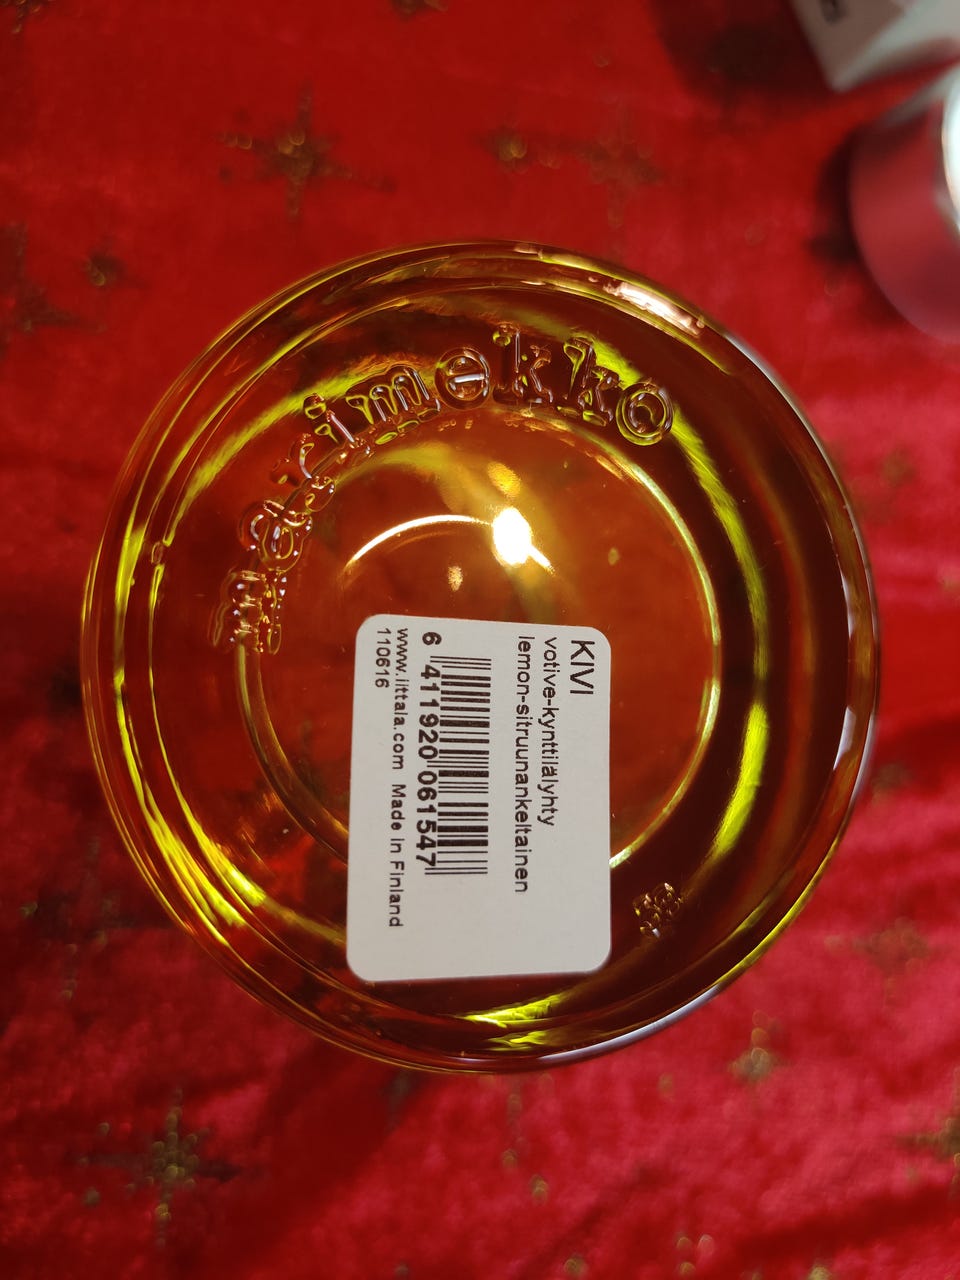 marimekko
KIVI
votive-kynttilälyhty
lemon-sitruunankeltainen
6 411920 061547
www.iittala.com Made in Finland
110616